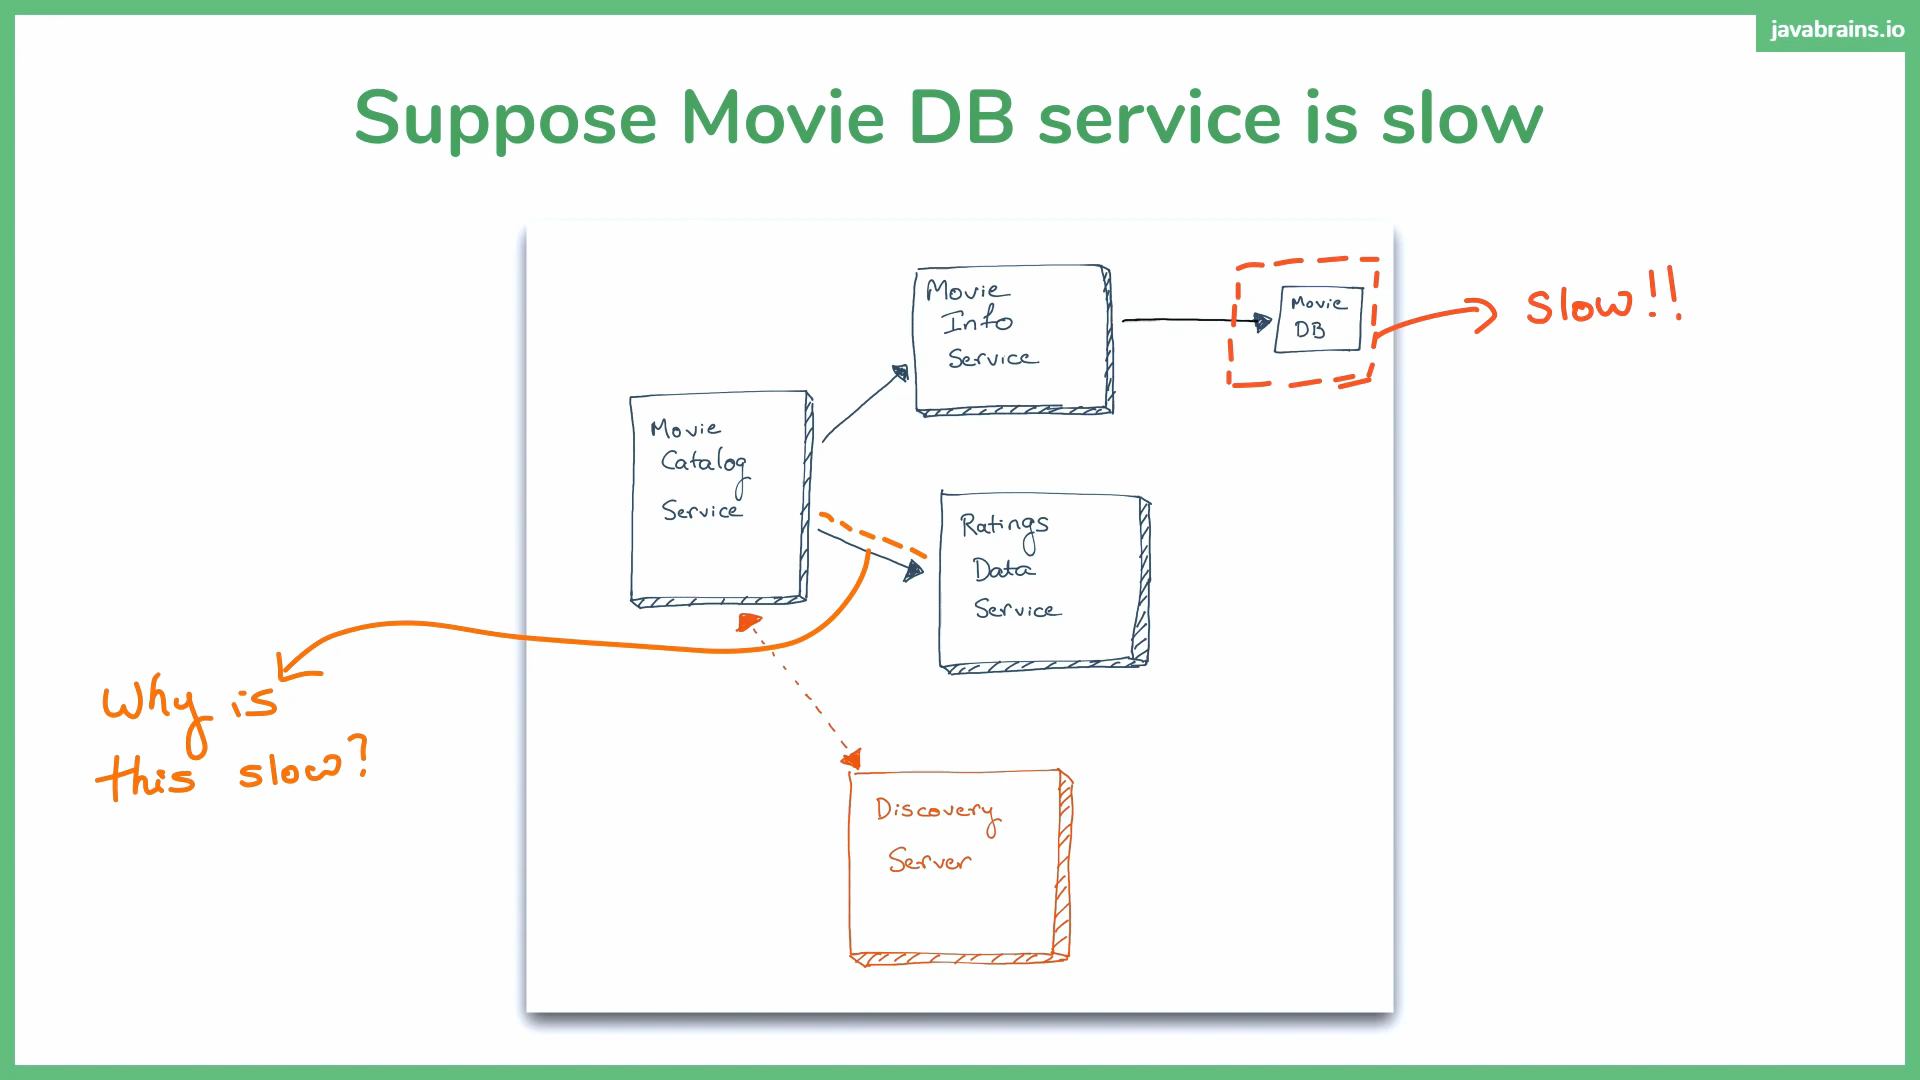 javabrains.io
Suppose Movie DB service is slow
Movie
Info
Service
Movie
DB
Slow!!
Movie
Catalog
Service
Ratings
Data
Service
Why is
this slow?
Discovery
Server